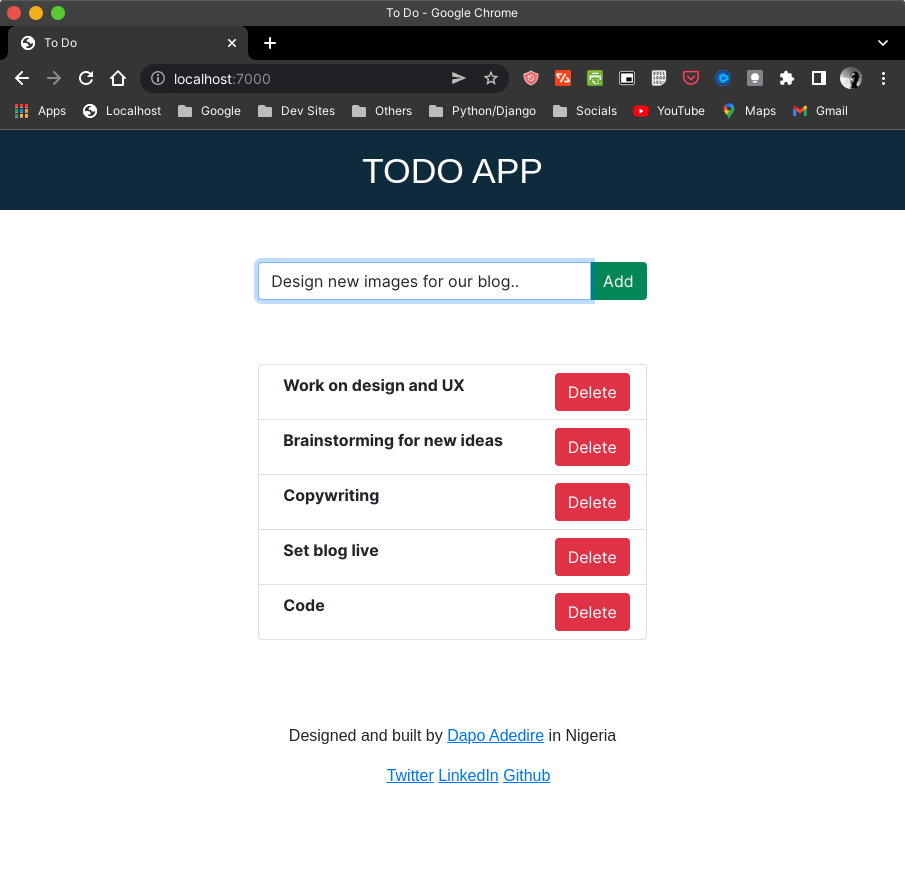 To Do - Google Chrome
To Do
localhost:7000
Apps Localhost Google Dev Sites Others Python/Django Socials YouTube Maps Gmail
TODO APP
Design new images for our blog.. Add
Work on design and UX Delete
Brainstorming for new ideas Delete
Copywriting Delete
Set blog live Delete
Code Delete
Designed and built by Dapo Adedire in Nigeria
Twitter LinkedIn Github